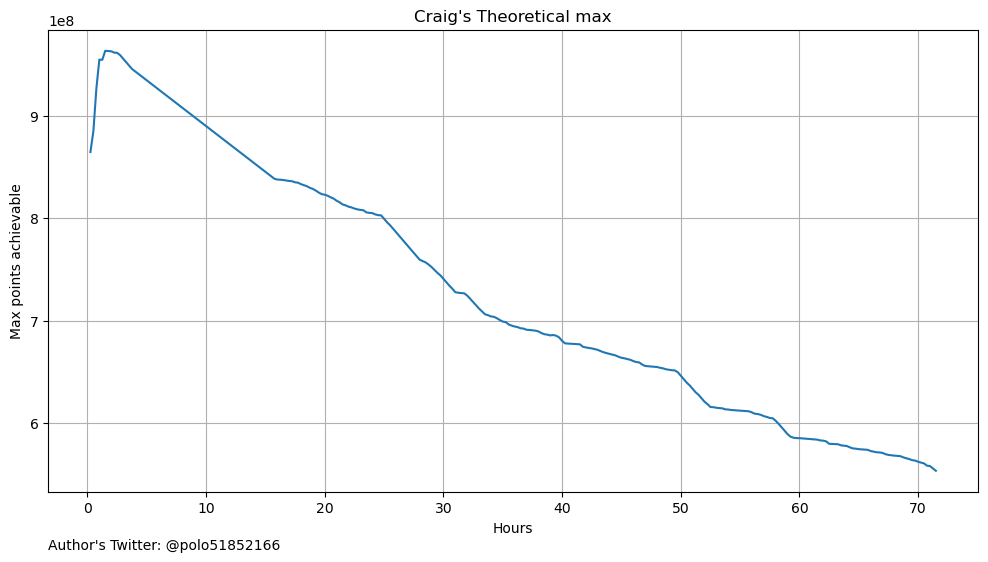 Craig's Theoretical max
1e8
9
8
7
6
Max points achievable
0 10 20 30 40 50 60 70
Hours
Author's Twitter: @polo51852166